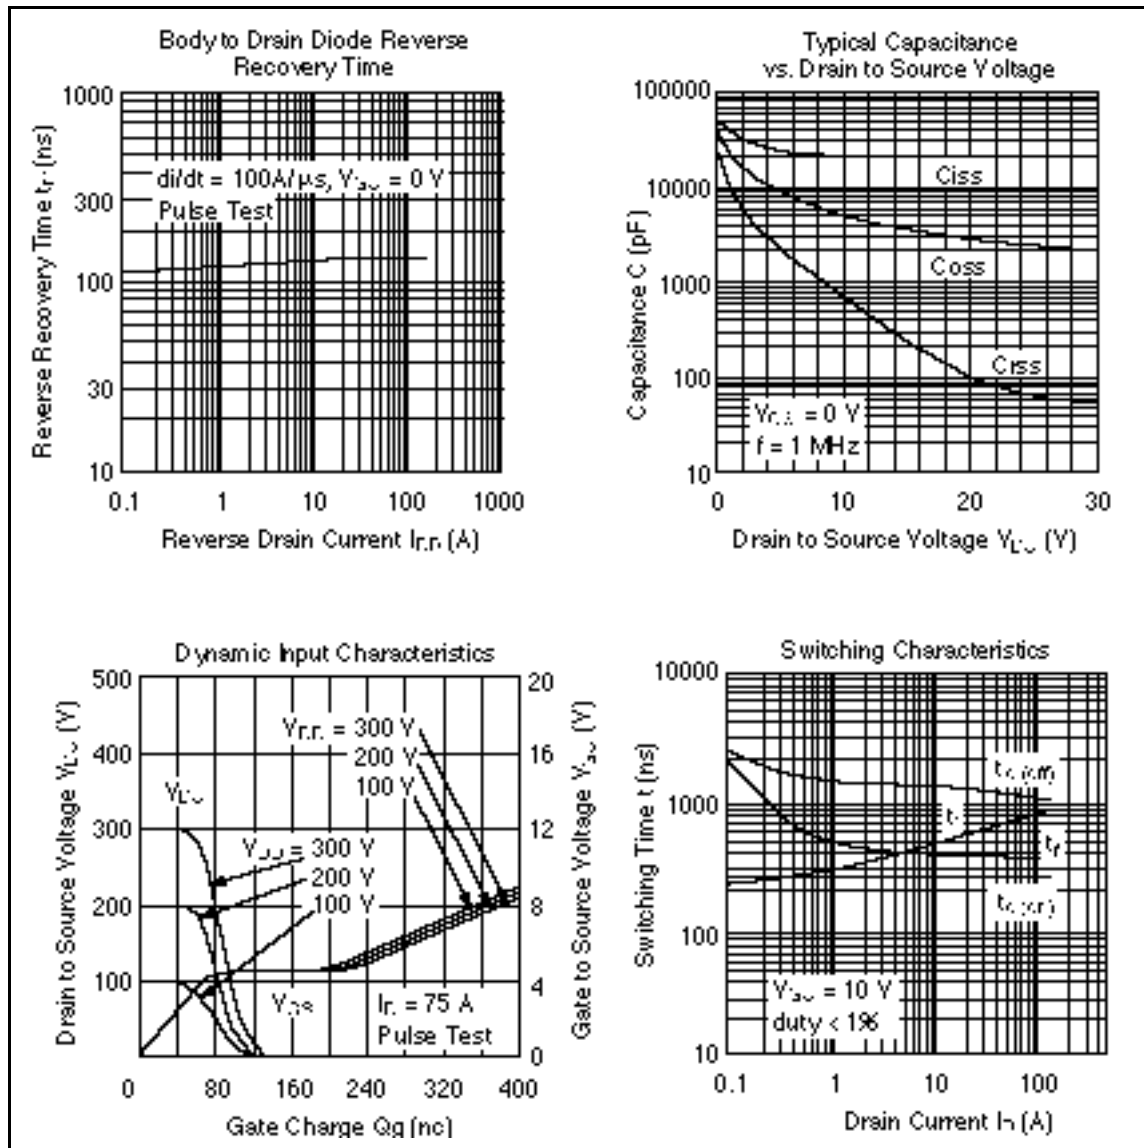 Body to Drain Diode Reverse
Recovery Time
Reverse Recovery Time (ns)
1000
300
100
30
10
di/dt = 100A/μs, = 0 V
Pulse Test
0.1 1 10 100 1000
Reverse Drain Current (A)
Typical Capacitance
vs. Drain to Source Voltage
Capacitance C (pF)
100000
10000
1000
100
10
Ciss
Coss
Crss
= 0 V
f = 1 MHz
0 10 20 30
Drain to Source Voltage (V)
Dynamic Input Characteristics
Drain to Source Voltage (V)
500
400
300
200
100
= 300 V
200 V
100 V
= 300 V
200 V
100 V
= 75 A
Pulse Test
20
16
12
8
4
0
Gate to Source Voltage (V)
0 80 160 240 320 400
Gate Charge Qg (nc)
Switching Characteristics
Switching Time t (ns)
10000
1000
100
10
tf
= 10 V
duty < 1%
0.1 1 10 100
Drain Current (A)